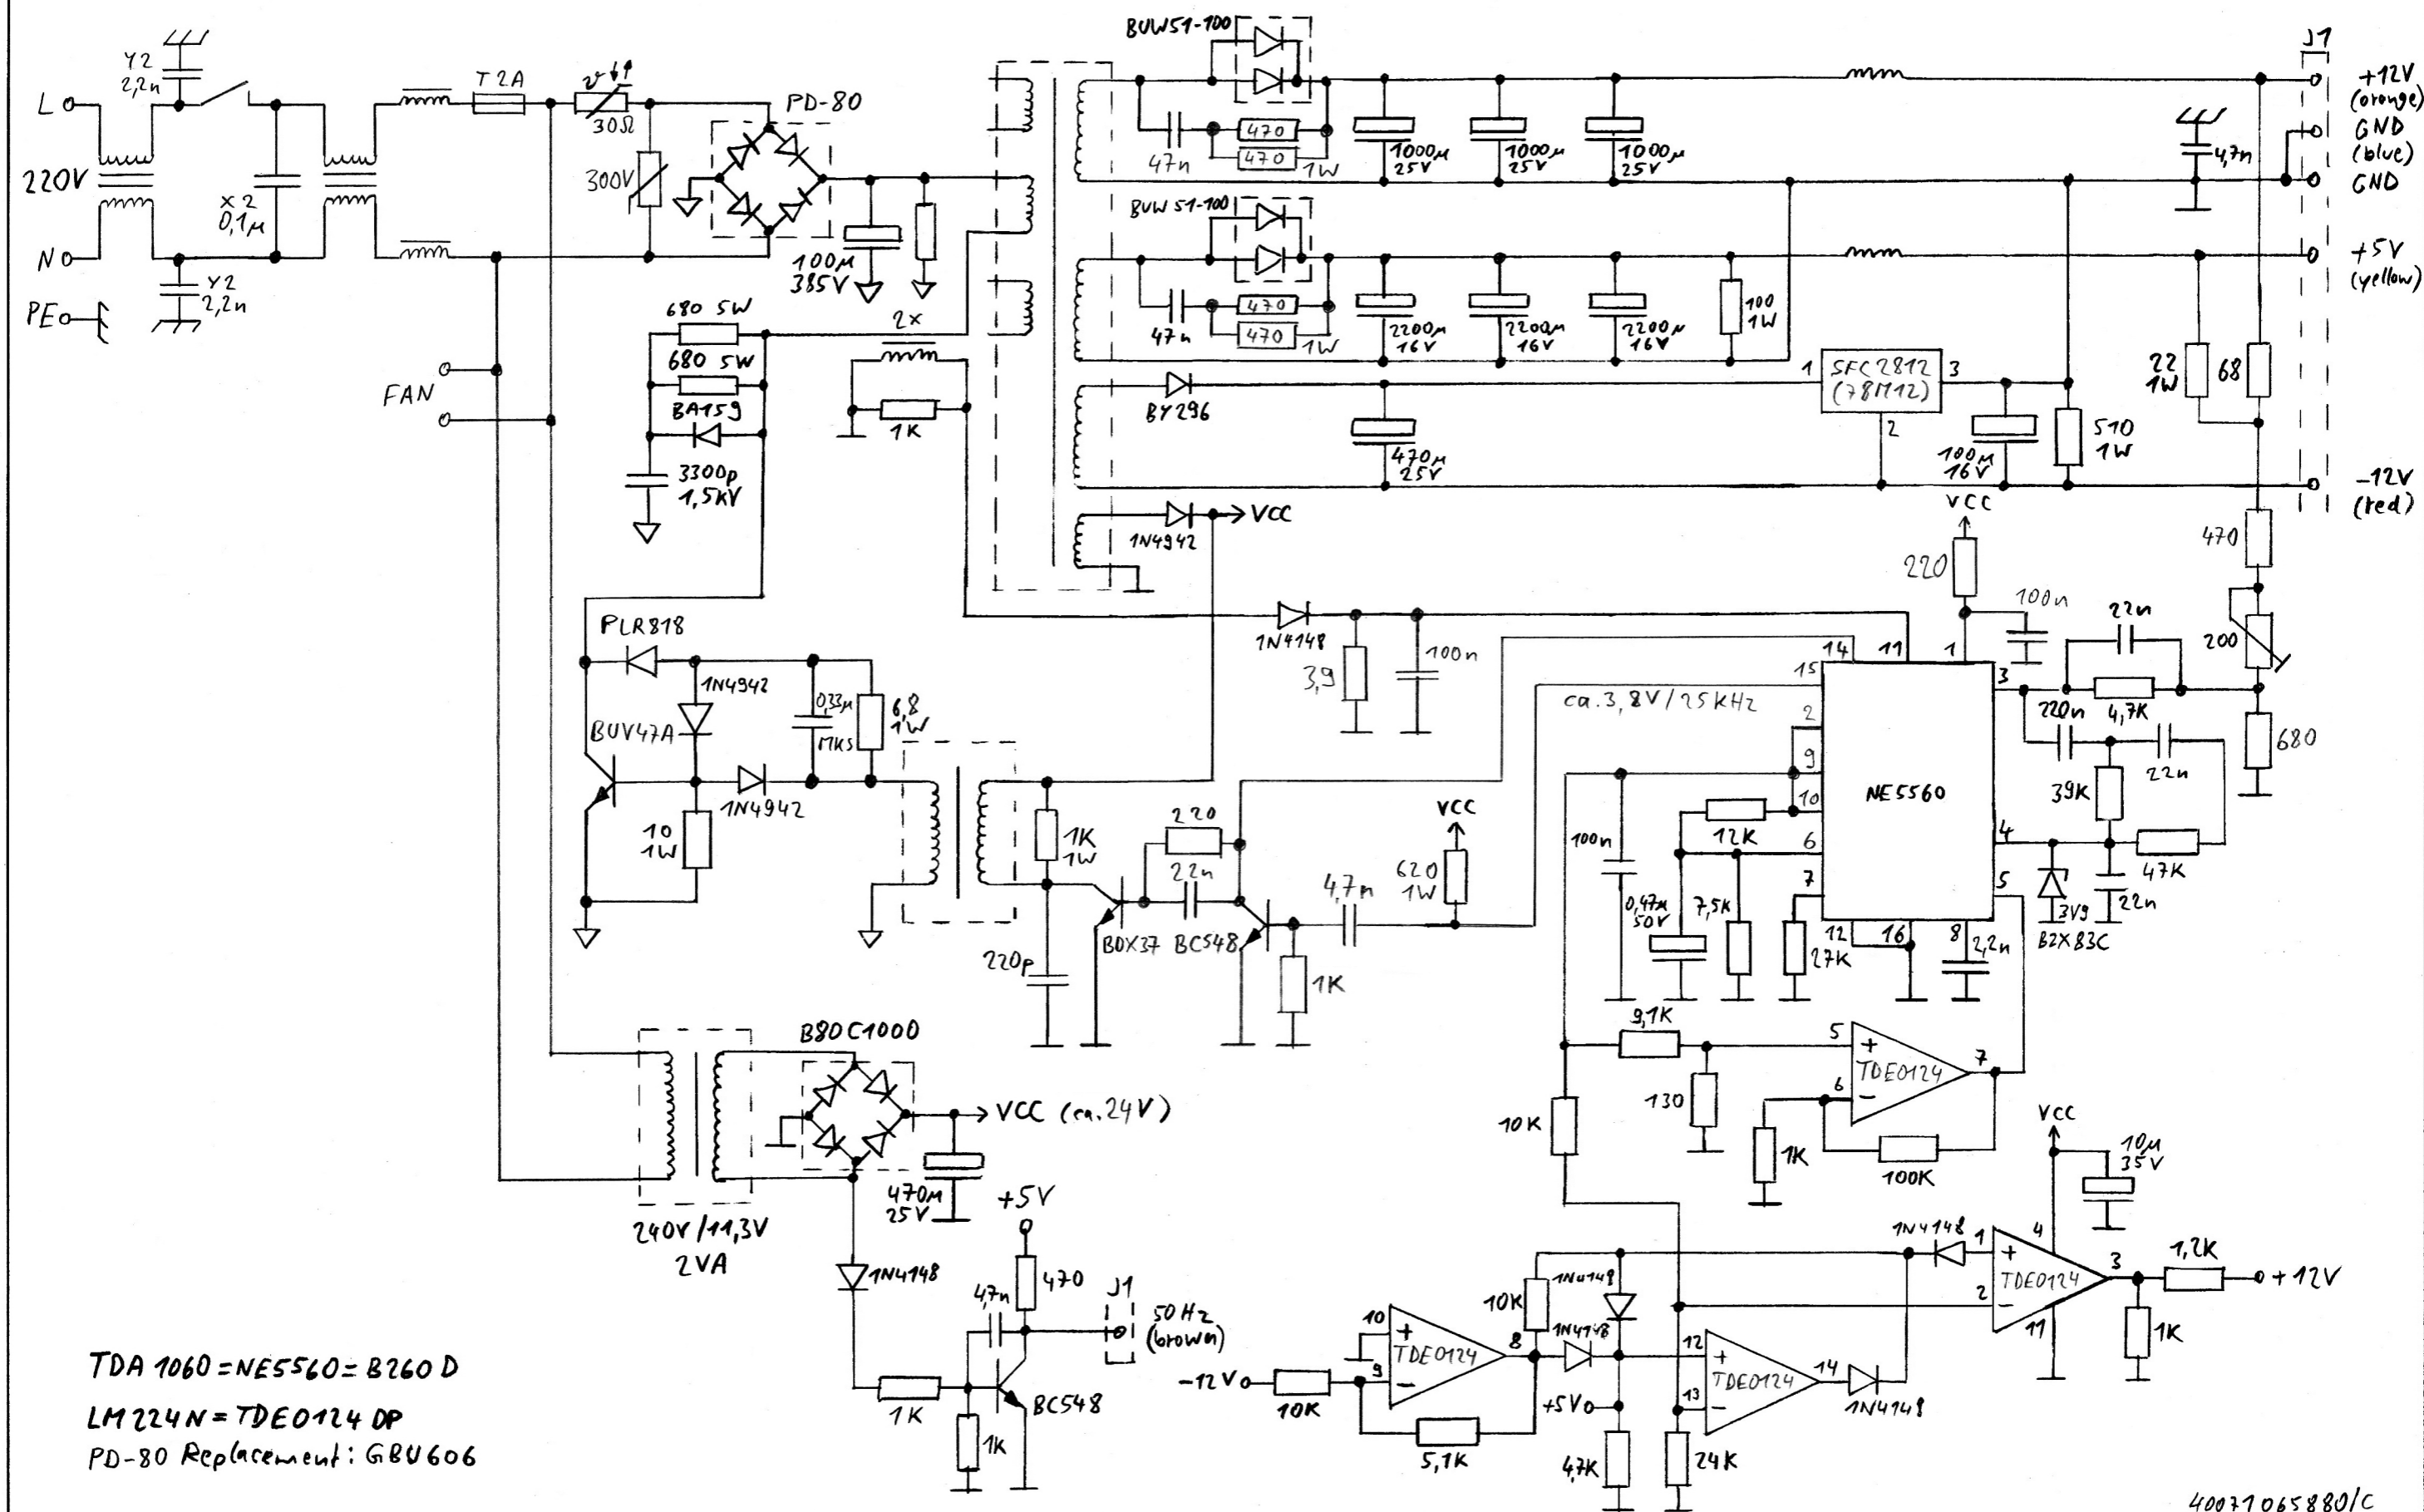 BUW51-100
J1
Y2
2,2n
L
T2A
ϑ
30Ω
PD-80
+12V
(orange)
GND
(blue)
GND
220V
X2
0,1µ
300V
47n
470
470
1W
1000µ
25V
1000µ
25V
1000µ
25V
4,7n
N
Y2
2,2n
PE
100µ
385V
BUW 51-100
47n
470
470
1W
2200µ
16V
2200µ
16V
2200µ
16V
100
1W
+5V
(yellow)
680 5W
680 5W
BA159
3300p
1,5kV
2x
1K
FAN
BY296
470µ
25V
1
SFC2812
(78M12)
3
2
100µ
16V
510
1W
22
1W
68
-12V
(red)
1N4942
VCC
VCC
220
100n
470
200
680
PLR818
1N4942
0,33µ
MKS
6,8
1W
BUV47A
10
1W
1N4942
1N4148
3,9
100n
ca.3,8V/25kHz
14
11
1
15
2
9
10
6
7
12
16
8
3
4
5
NE5560
22n
4,7K
220n
22n
39K
47K
3V9
BZX83C
22n
2,2n
1K
1W
220p
220
22n
BDX37
BC548
4,7n
1K
VCC
620
1W
100n
12K
0,47µ
50V
7,5K
27K
B80C1000
VCC (ca.24V)
470µ
25V
240V/11,3V
2VA
1N4148
1K
1K
4,7n
+5V
470
J1
50Hz
(brown)
BC548
9,1K
130
10K
5
+
TDE0124
7
6
-
1K
100K
VCC
10µ
35V
1N4148
1
+
4
TDE0124
3
2
-
11
1,2K
+12V
1K
-12V
10K
10
+
TDE0124
8
9
-
5,1K
10K
1N4148
1N4148
+5V
4,7K
12
+
TDE0124
14
13
-
1N4148
24K
TDA 1060=NE5560=B260D
LM224N=TDE0124 DP
PD-80 Replacement: GBU606
40071065880/C